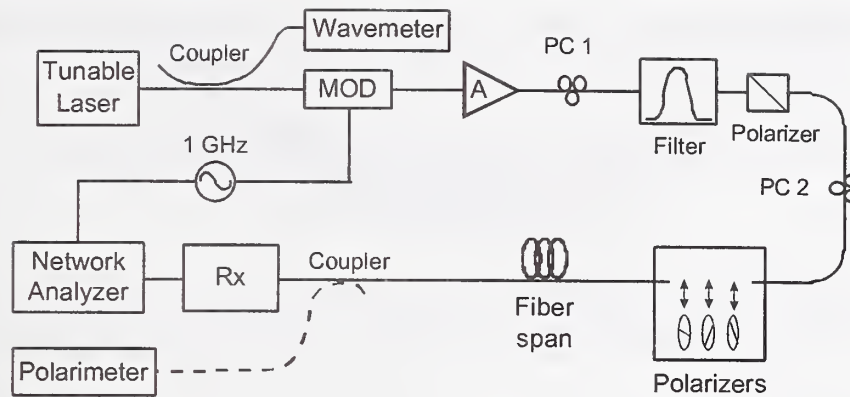 Wavemeter
Coupler
Tunable
Laser
MOD
A
PC 1
Filter
Polarizer
1 GHz
PC 2
Network
Analyzer
Rx
Coupler
Fiber
span
Polarizers
Polarimeter